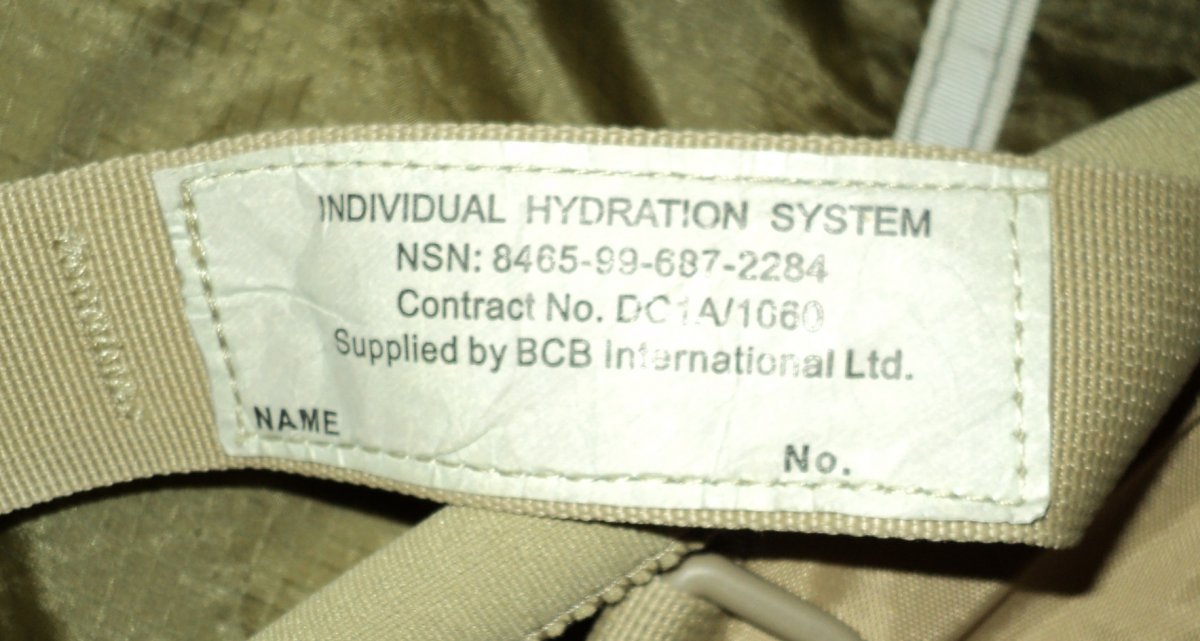 INDIVIDUAL HYDRATION SYSTEM
NSN: 8465-99-687-2284
Contract No. DC1A/1060
Supplied by BCB International Ltd.
NAME
No.